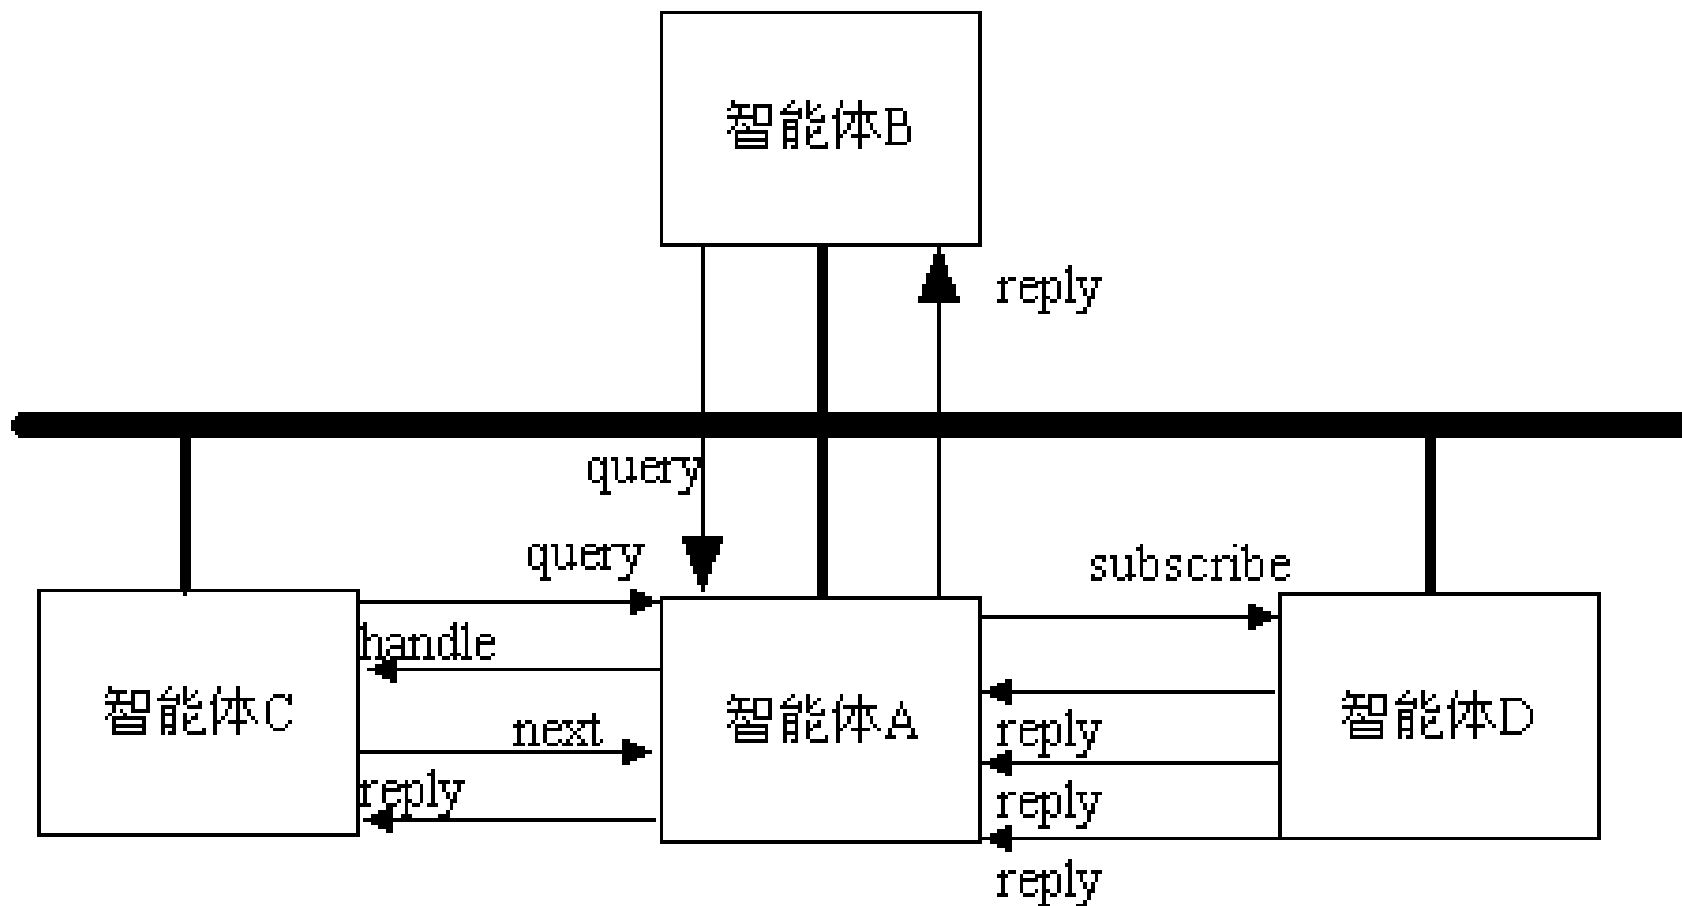 智能体B
reply
query
query
subscribe
handle
智能体C
智能体A
智能体D
next
reply
reply
reply
reply